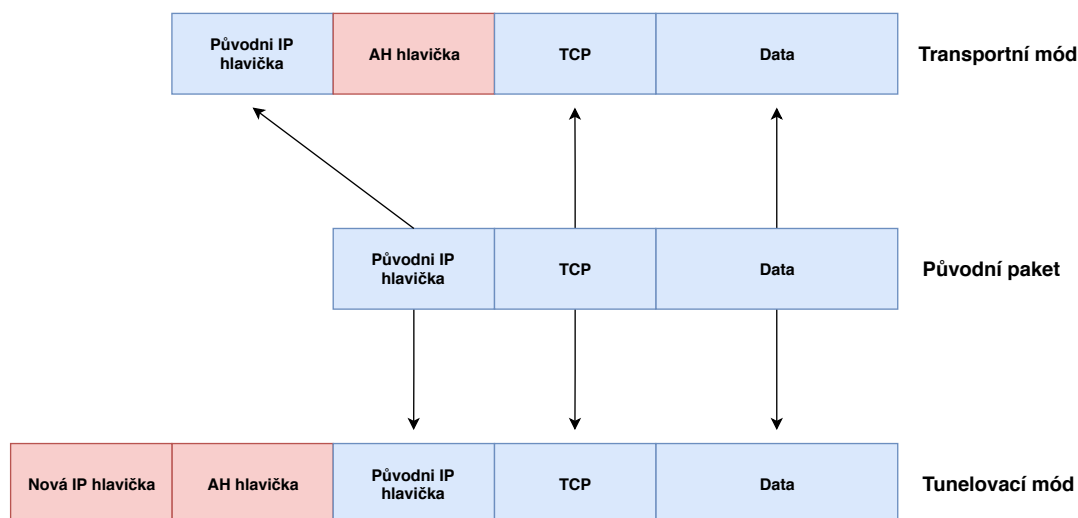 Původni IP
hlavička
AH hlavička
TCP
Data
Transportní mód
Původni IP
hlavička
TCP
Data
Původní paket
Nová IP hlavička
AH hlavička
Původni IP
hlavička
TCP
Data
Tunelovací mód